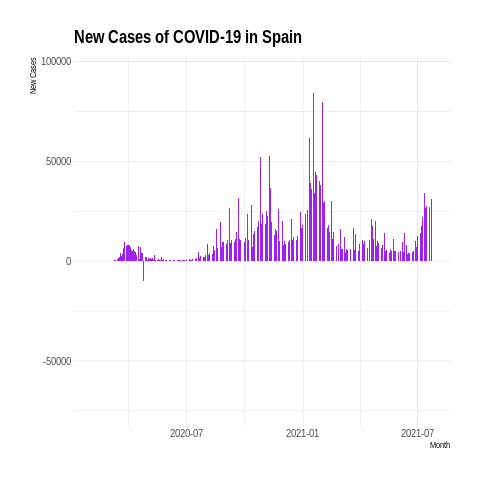 New Cases of COVID-19 in Spain
New Cases
100000
50000
0
-50000
2020-07
2021-01
2021-07
Month